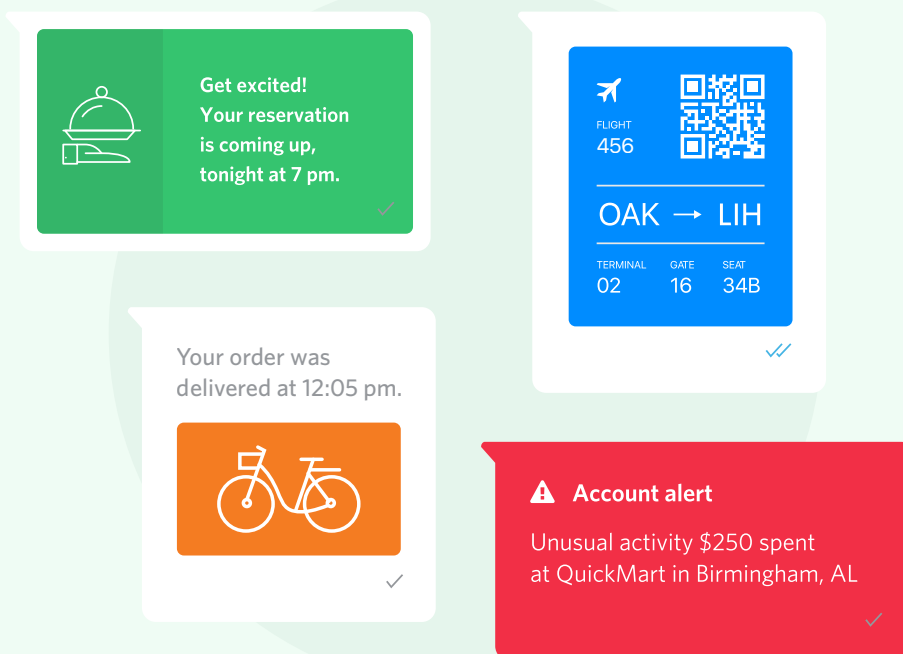 Get excited!
Your reservation
is coming up,
tonight at 7 pm.
FLIGHT
456
OAK → LIH
TERMINAL GATE SEAT
02 16 34B
Your order was
delivered at 12:05 pm.
Account alert
Unusual activity $250 spent
at QuickMart in Birmingham, AL